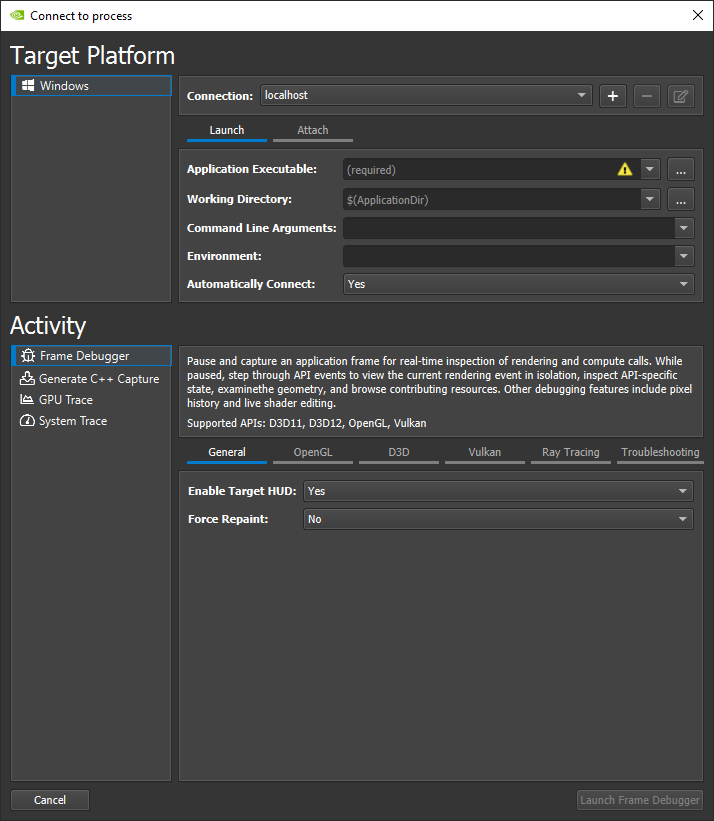 Connect to process
Target Platform
Windows
Connection: localhost
Launch Attach
Application Executable: (required) ...
Working Directory: $(ApplicationDir) ...
Command Line Arguments:
Environment:
Automatically Connect: Yes
Activity
Frame Debugger
Generate C++ Capture
GPU Trace
System Trace
Pause and capture an application frame for real-time inspection of rendering and compute calls. While
paused, step through API events to view the current rendering event in isolation, inspect API-specific
state, examinethe geometry, and browse contributing resources. Other debugging features include pixel
history and live shader editing.
Supported APIs: D3D11, D3D12, OpenGL, Vulkan
General OpenGL D3D Vulkan Ray Tracing Troubleshooting
Enable Target HUD: Yes
Force Repaint: No
Cancel Launch Frame Debugger